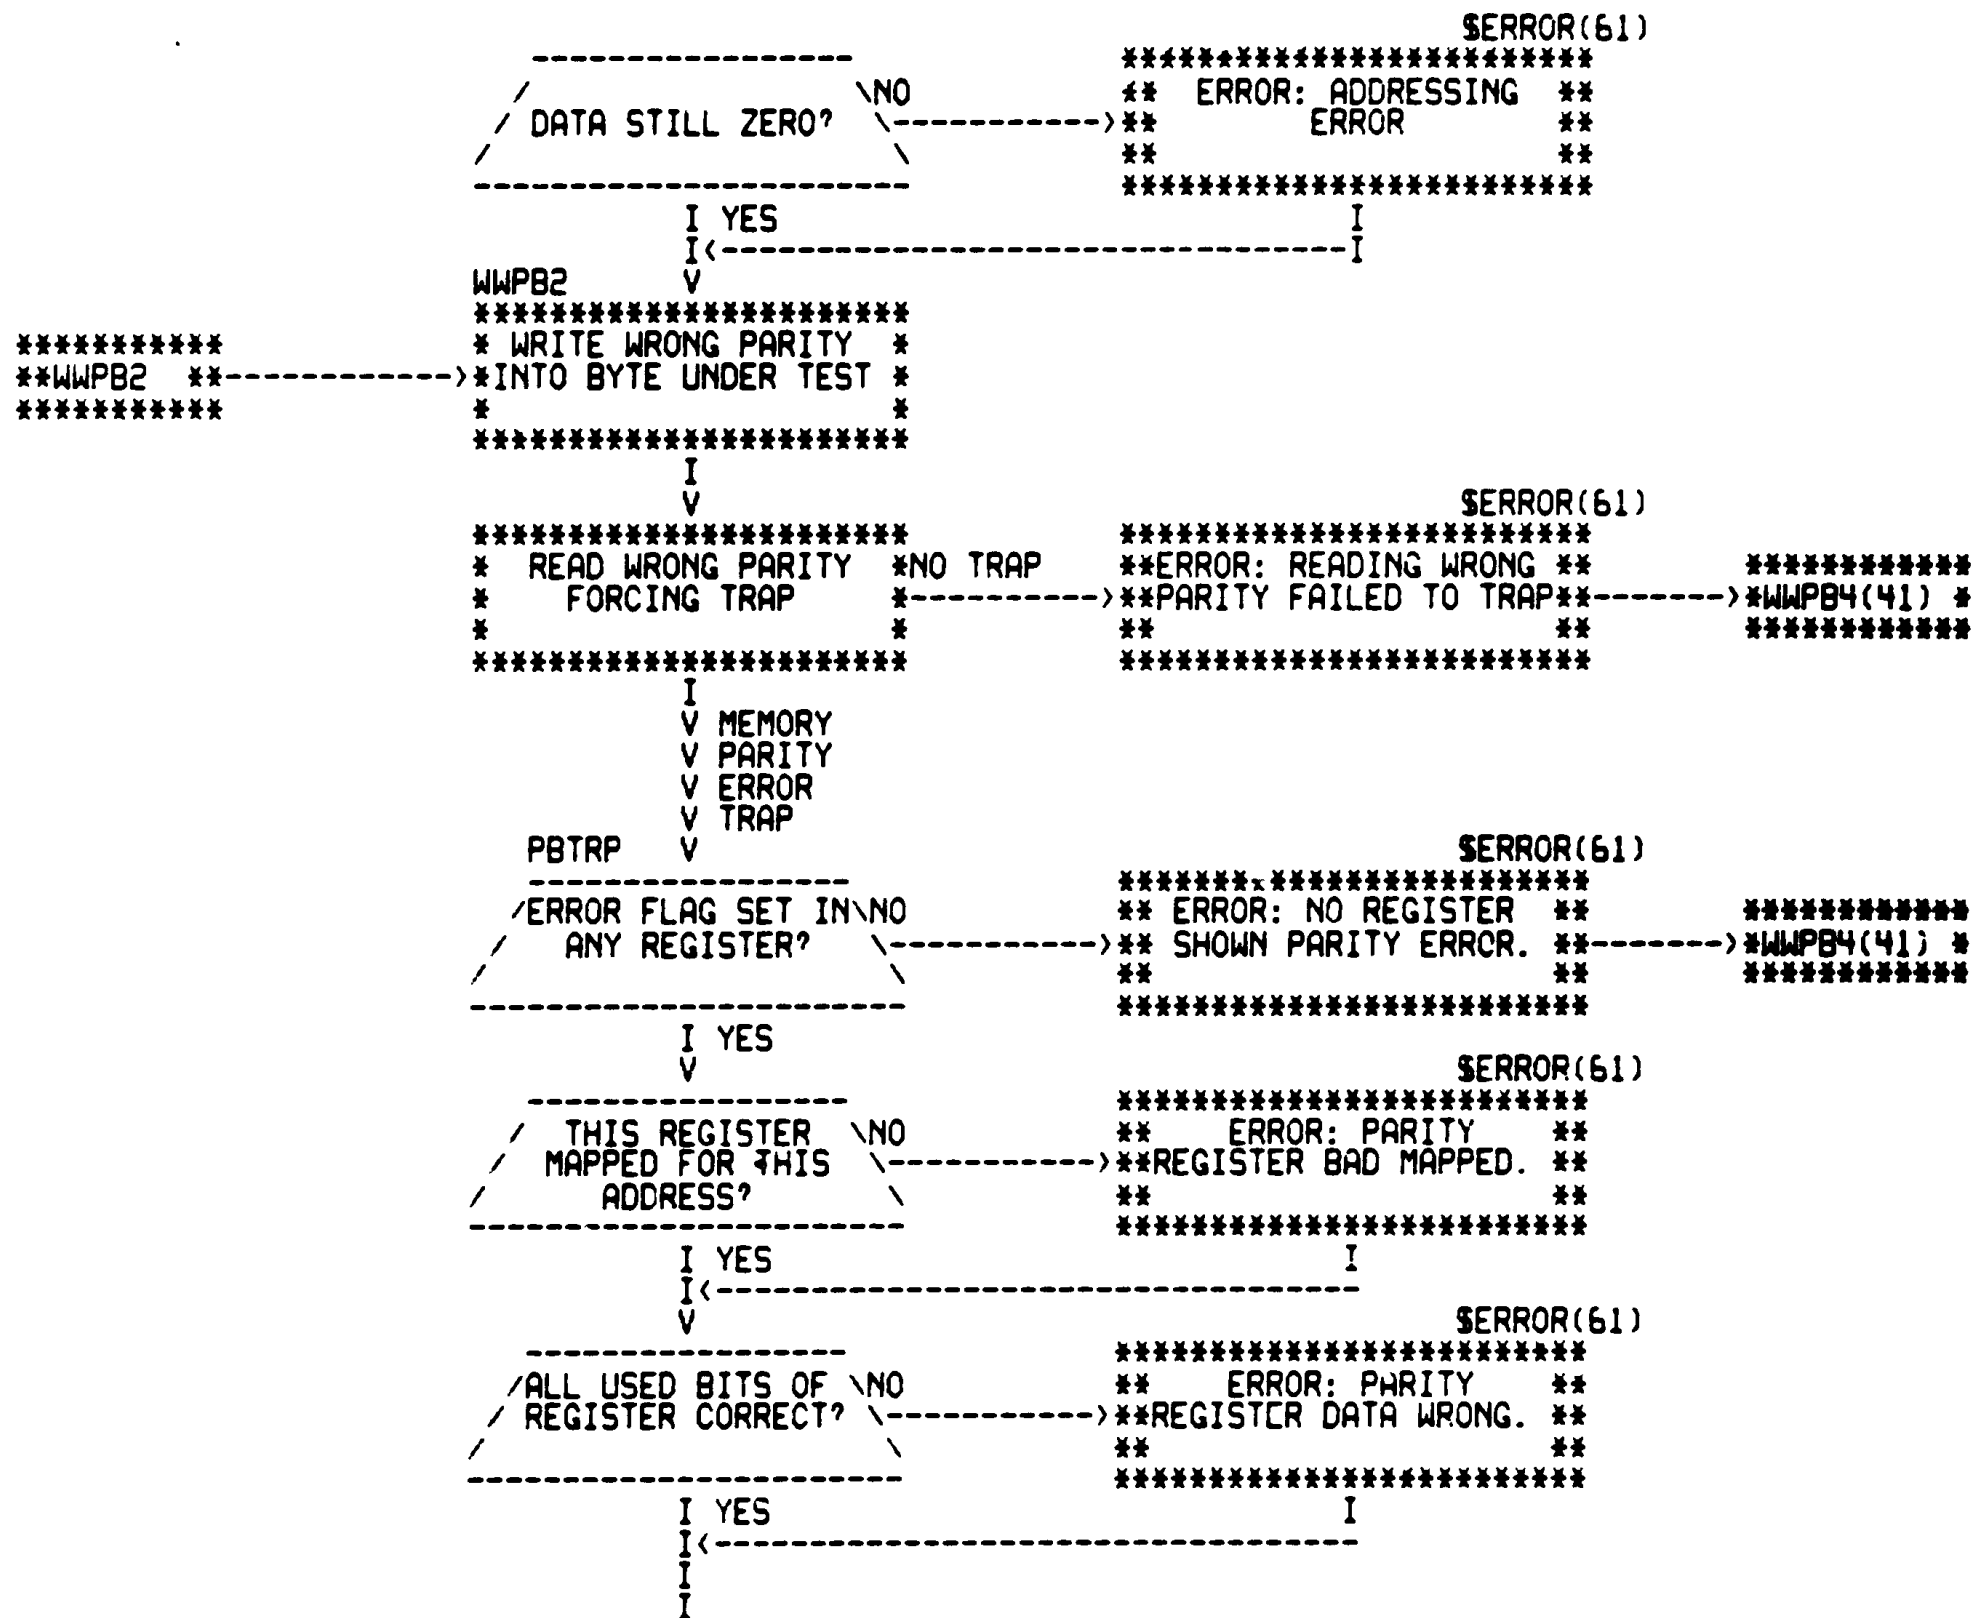 $ERROR(61)
DATA STILL ZERO?
NO
ERROR: ADDRESSING
ERROR
YES
WWPB2
WRITE WRONG PARITY
INTO BYTE UNDER TEST
WWPB2
$ERROR(61)
READ WRONG PARITY
FORCING TRAP
NO TRAP
ERROR: READING WRONG
PARITY FAILED TO TRAP
WWPB4(41)
MEMORY
PARITY
ERROR
TRAP
PBTRP
$ERROR(61)
ERROR FLAG SET IN
ANY REGISTER?
NO
ERROR: NO REGISTER
SHOWN PARITY ERROR.
WWPB4(41)
YES
$ERROR(61)
THIS REGISTER
MAPPED FOR THIS
ADDRESS?
NO
ERROR: PARITY
REGISTER BAD MAPPED.
YES
$ERROR(61)
ALL USED BITS OF
REGISTER CORRECT?
NO
ERROR: PARITY
REGISTER DATA WRONG.
YES